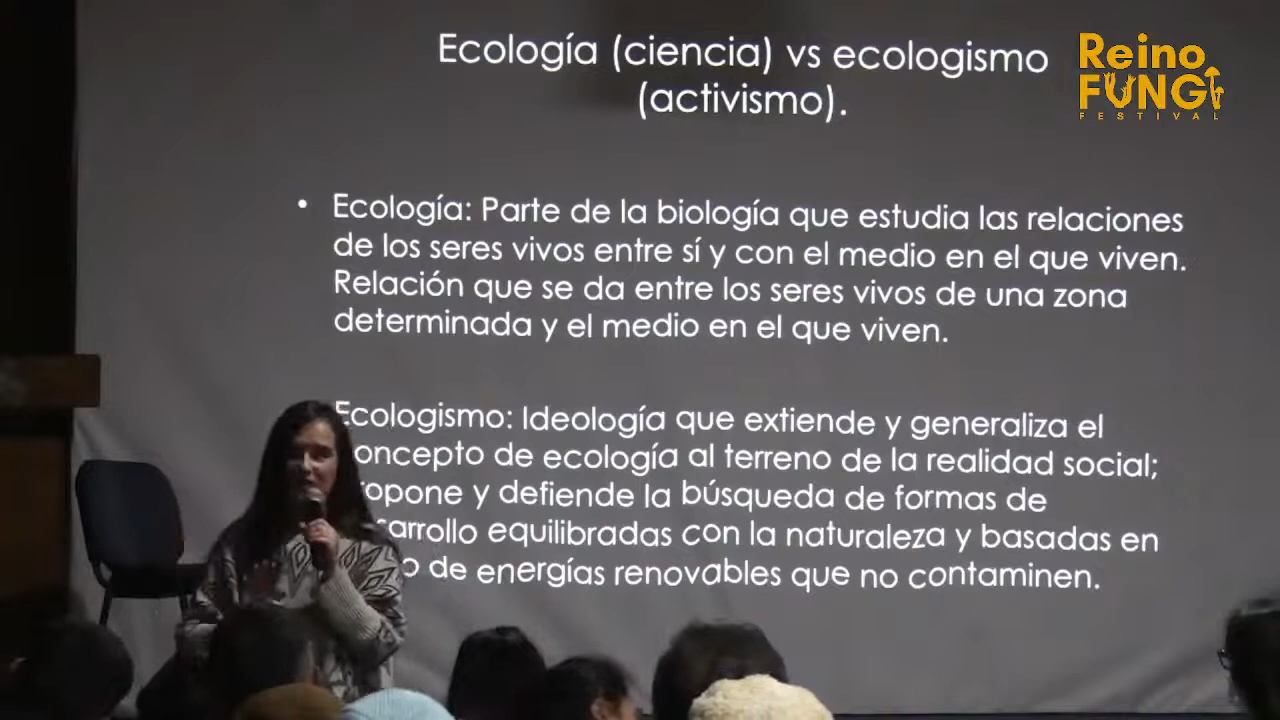 Ecología (ciencia) vs ecologismo
(activismo).
Reino
FUNGI
FESTIVAL
• Ecología: Parte de la biología que estudia las relaciones
de los seres vivos entre sí y con el medio en el que viven.
Relación que se da entre los seres vivos de una zona
determinada y el medio en el que viven.
Ecologismo: Ideología que extiende y generaliza el
concepto de ecología al terreno de la realidad social;
propone y defiende la búsqueda de formas de
desarrollo equilibradas con la naturaleza y basadas en
de energías renovables que no contaminen.